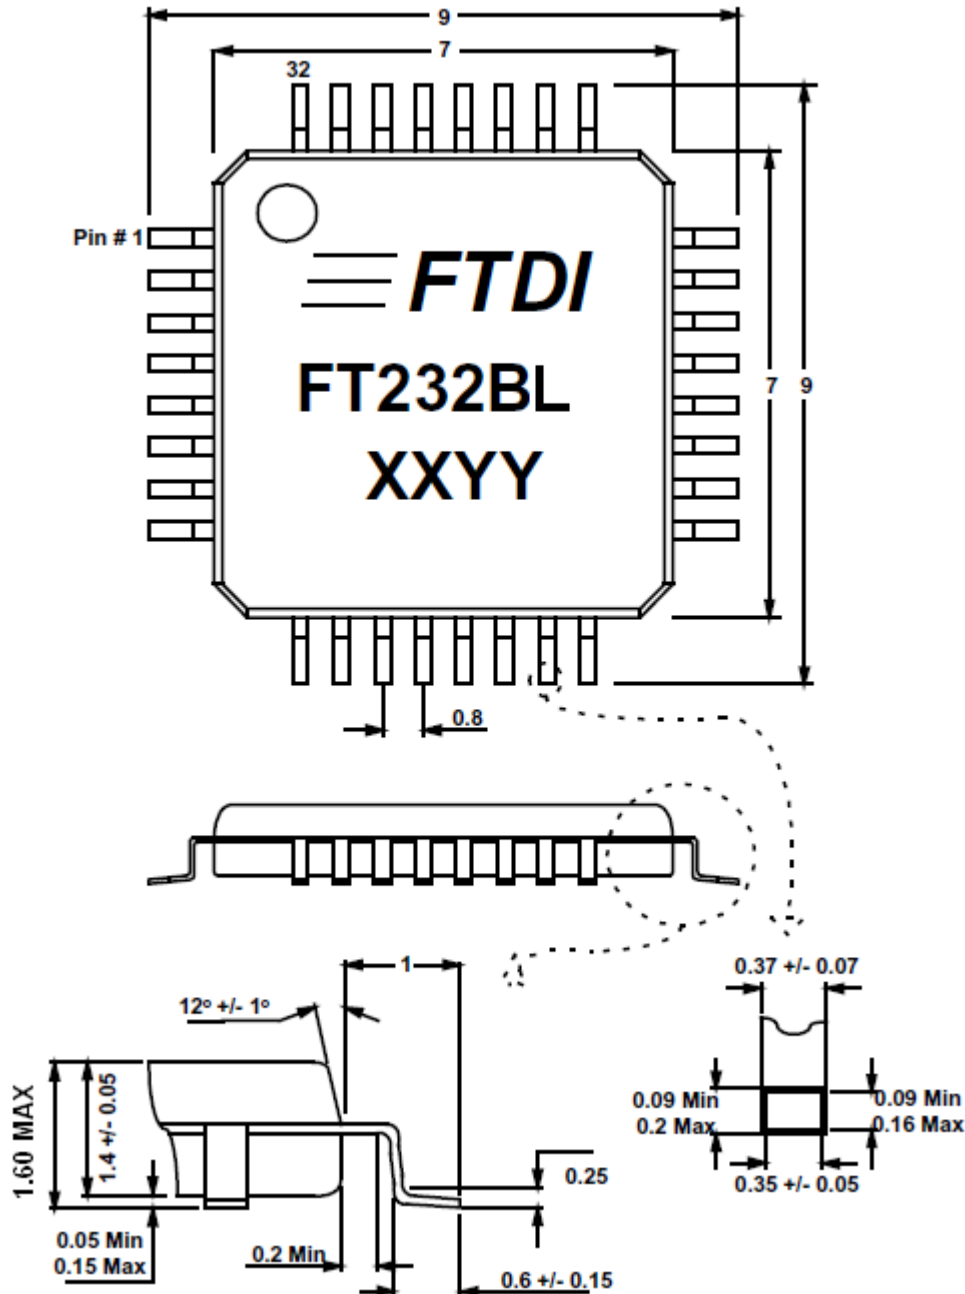 9
7
32
Pin # 1
FTDI
FT232BL
XXYY
7
9
0.8
1
12º +/- 1º
0.37 +/- 0.07
1.60 MAX
1.4 +/- 0.05
0.09 Min
0.2 Max
0.09 Min
0.16 Max
0.25
0.35 +/- 0.05
0.05 Min
0.15 Max
0.2 Min
0.6 +/- 0.15